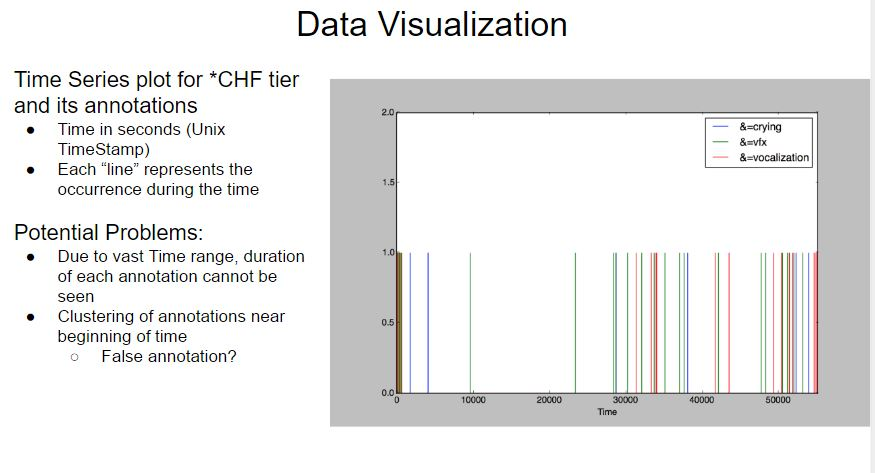 Data Visualization
Time Series plot for *CHF tier
and its annotations
● Time in seconds (Unix
TimeStamp)
● Each “line” represents the
occurrence during the time
Potential Problems:
● Due to vast Time range, duration
of each annotation cannot be
seen
● Clustering of annotations near
beginning of time
○ False annotation?
2.0
1.5
1.0
0.5
0.0
&=crying
&=vfx
&=vocalization
0 10000 20000 30000 40000 50000
Time